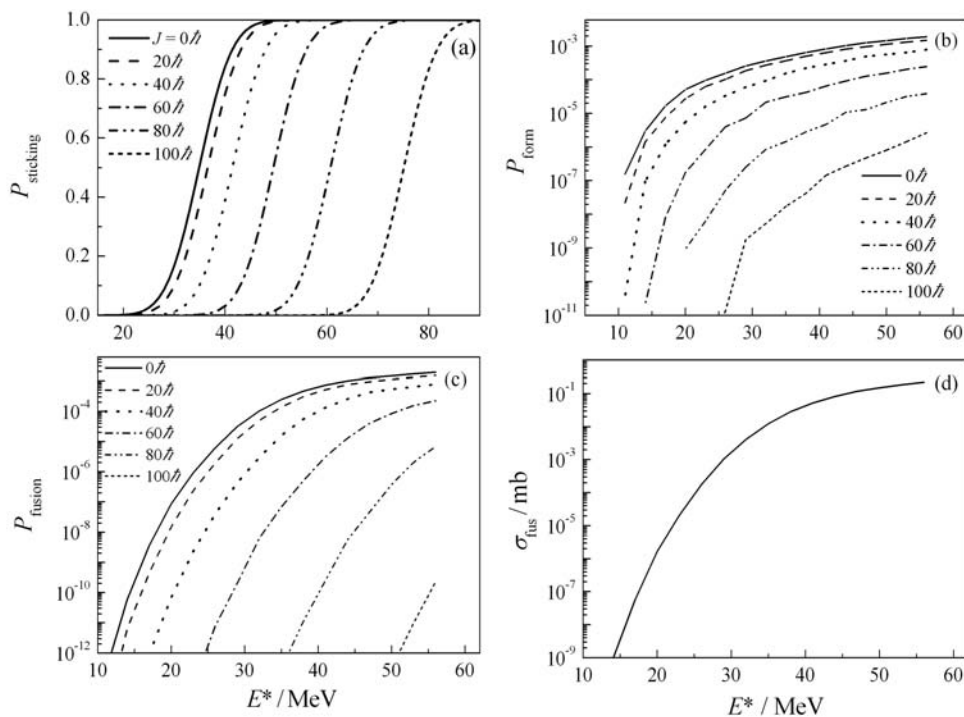 (a)
P sticking
1.0
0.8
0.6
0.4
0.2
0.0
J = 0ℏ
20ℏ
40ℏ
60ℏ
80ℏ
100ℏ
20 40 60 80
(b)
P form
10⁻³
10⁻⁵
10⁻⁷
10⁻⁹
10⁻¹¹
0ℏ
20ℏ
40ℏ
60ℏ
80ℏ
100ℏ
10 20 30 40 50 60
(c)
P fusion
10⁻⁴
10⁻⁶
10⁻⁸
10⁻¹⁰
10⁻¹²
0ℏ
20ℏ
40ℏ
60ℏ
80ℏ
100ℏ
10 20 30 40 50 60
E* / MeV
(d)
σfus / mb
10⁻¹
10⁻³
10⁻⁵
10⁻⁷
10⁻⁹
10 20 30 40 50 60
E* / MeV